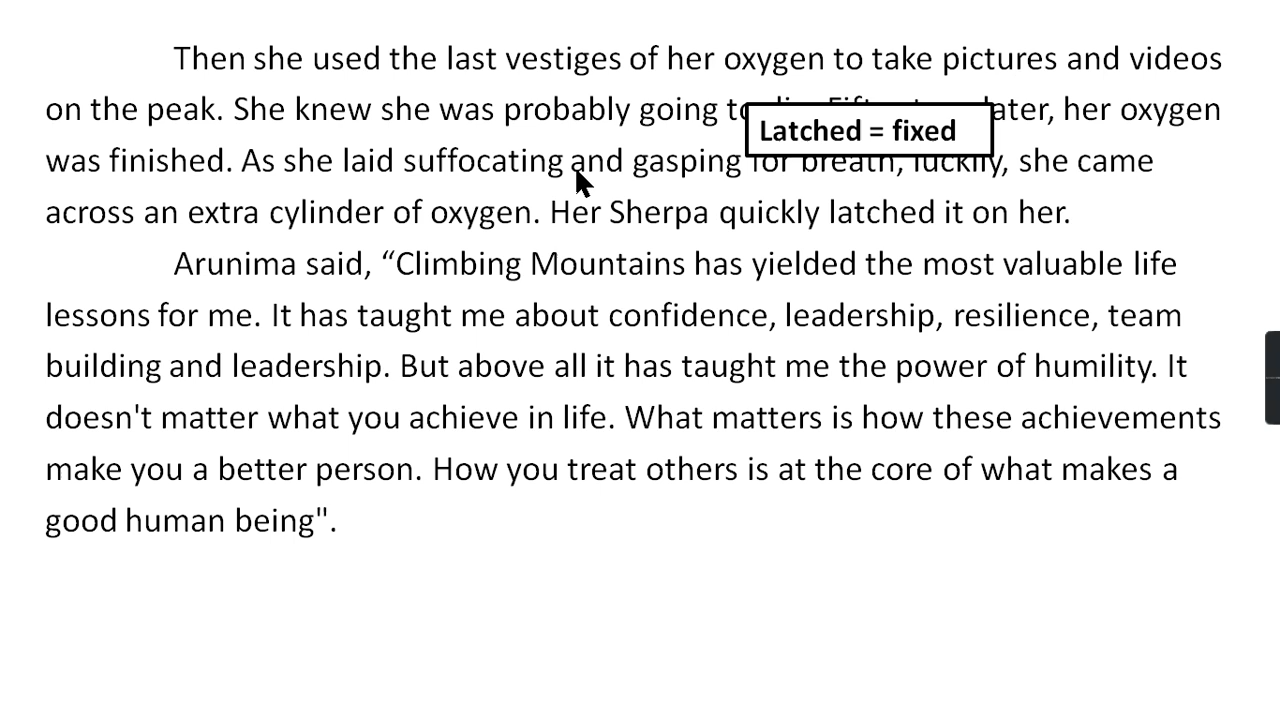 Then she used the last vestiges of her oxygen to take pictures and videos
on the peak. She knew she was probably going to later, her oxygen
Latched = fixed
was finished. As she laid suffocating and gasping for breath, luckily, she came
across an extra cylinder of oxygen. Her Sherpa quickly latched it on her.
Arunima said, “Climbing Mountains has yielded the most valuable life
lessons for me. It has taught me about confidence, leadership, resilience, team
building and leadership. But above all it has taught me the power of humility. It
doesn't matter what you achieve in life. What matters is how these achievements
make you a better person. How you treat others is at the core of what makes a
good human being".